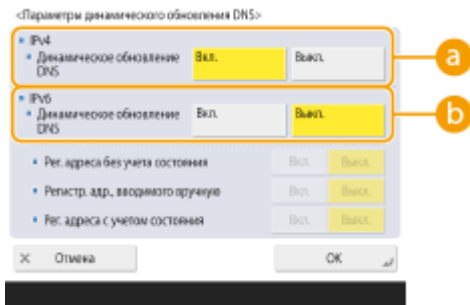 <Параметры динамического обновления DNS>
IPv4
Динамическое обновление DNS Вкл. Выкл.
a
IPv6
Динамическое обновление DNS Вкл. Выкл.
b
Рег. адреса без учета состояния Вкл. Выкл.
Регистр. адр., вводимого вручную Вкл. Выкл.
Рег. адреса с учетом состояния Вкл. Выкл.
× Отмена OK